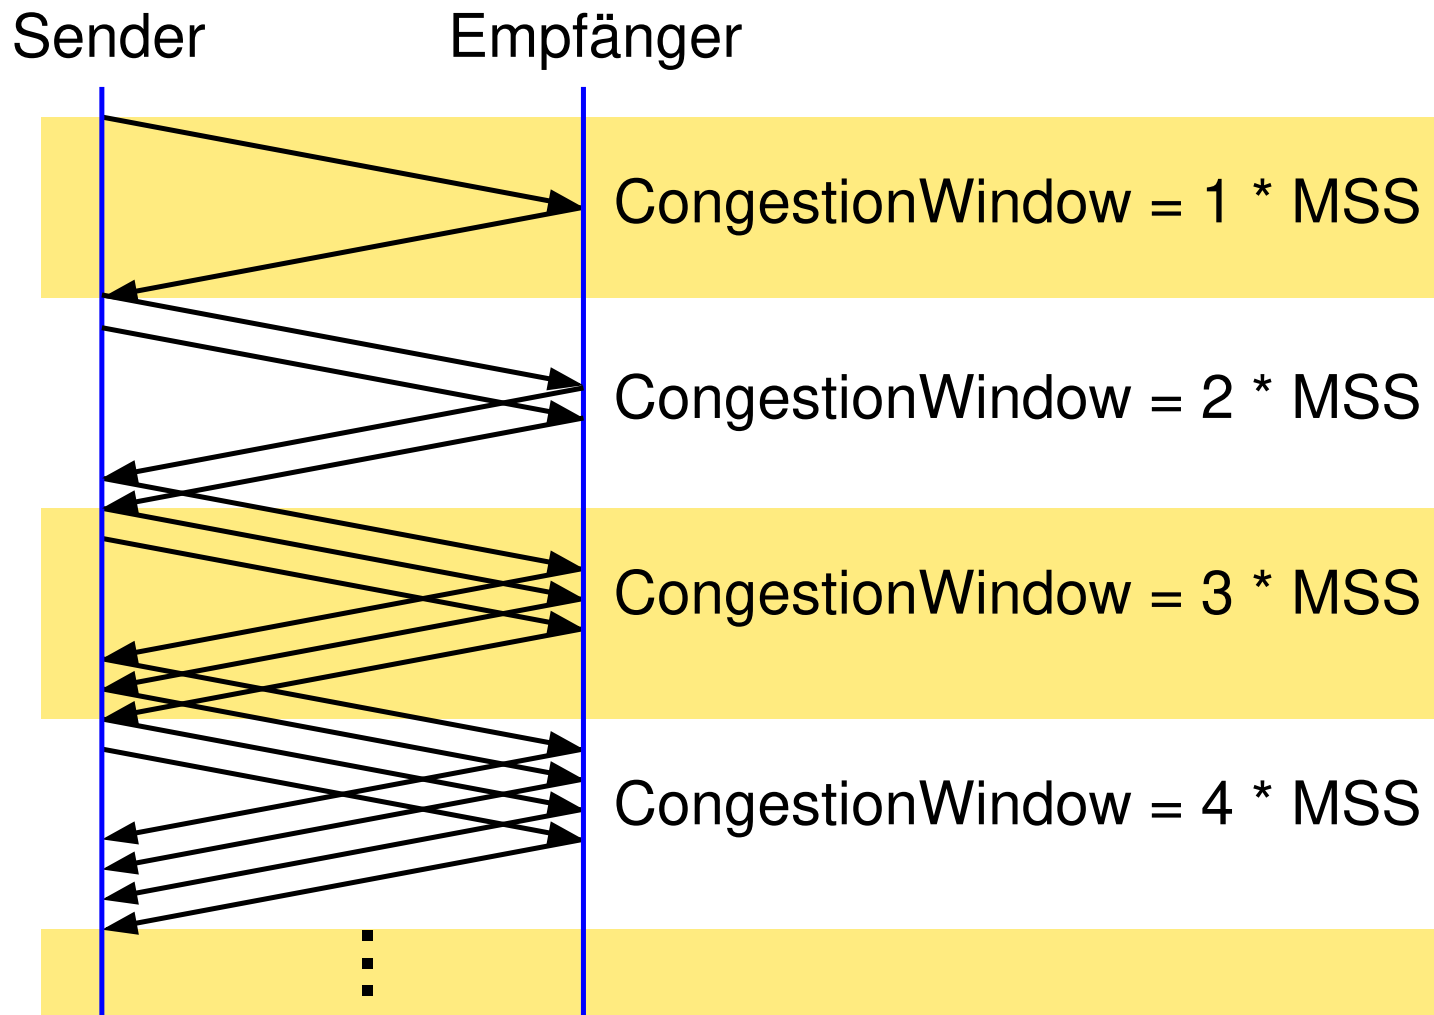 Sender Empfänger
CongestionWindow = 1 * MSS
CongestionWindow = 2 * MSS
CongestionWindow = 3 * MSS
CongestionWindow = 4 * MSS